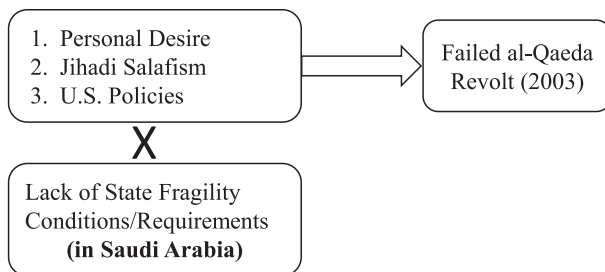 1. Personal Desire
2. Jihadi Salafism
3. U.S. Policies
Failed al-Qaeda
Revolt (2003)
X
Lack of State Fragility
Conditions/Requirements
(in Saudi Arabia)